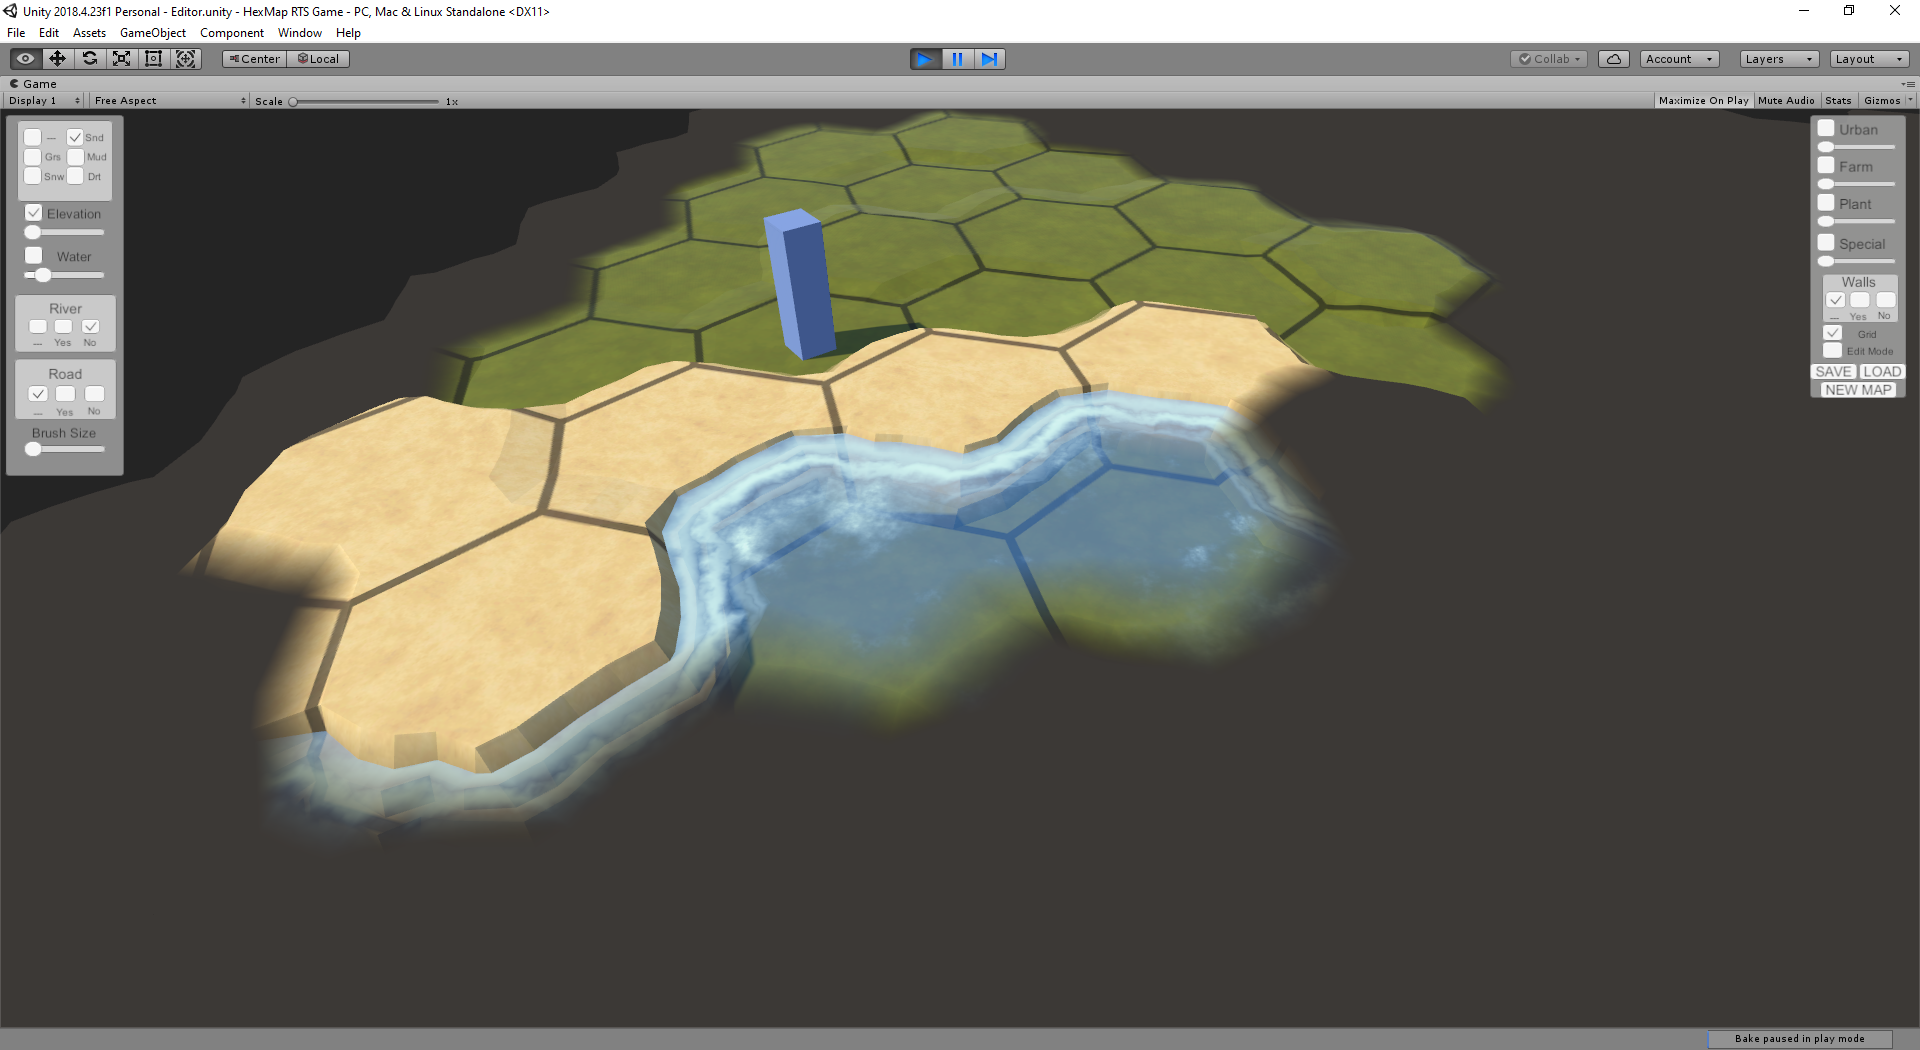 Unity 2018.4.23f1 Personal - Editor.unity - HexMap RTS Game - PC, Mac & Linux Standalone <DX11>
File Edit Assets GameObject Component Window Help
Center Local Collab Account Layers Layout
Game
Display 1 Free Aspect Scale 1x Maximize On Play Mute Audio Stats Gizmos
--- Snd
Grs Mud
Snw Drt
Elevation
Water
River
--- Yes No
Road
--- Yes No
Brush Size
Urban
Farm
Plant
Special
Walls
--- Yes No
Grid
Edit Mode
SAVE LOAD
NEW MAP
Bake paused in play mode